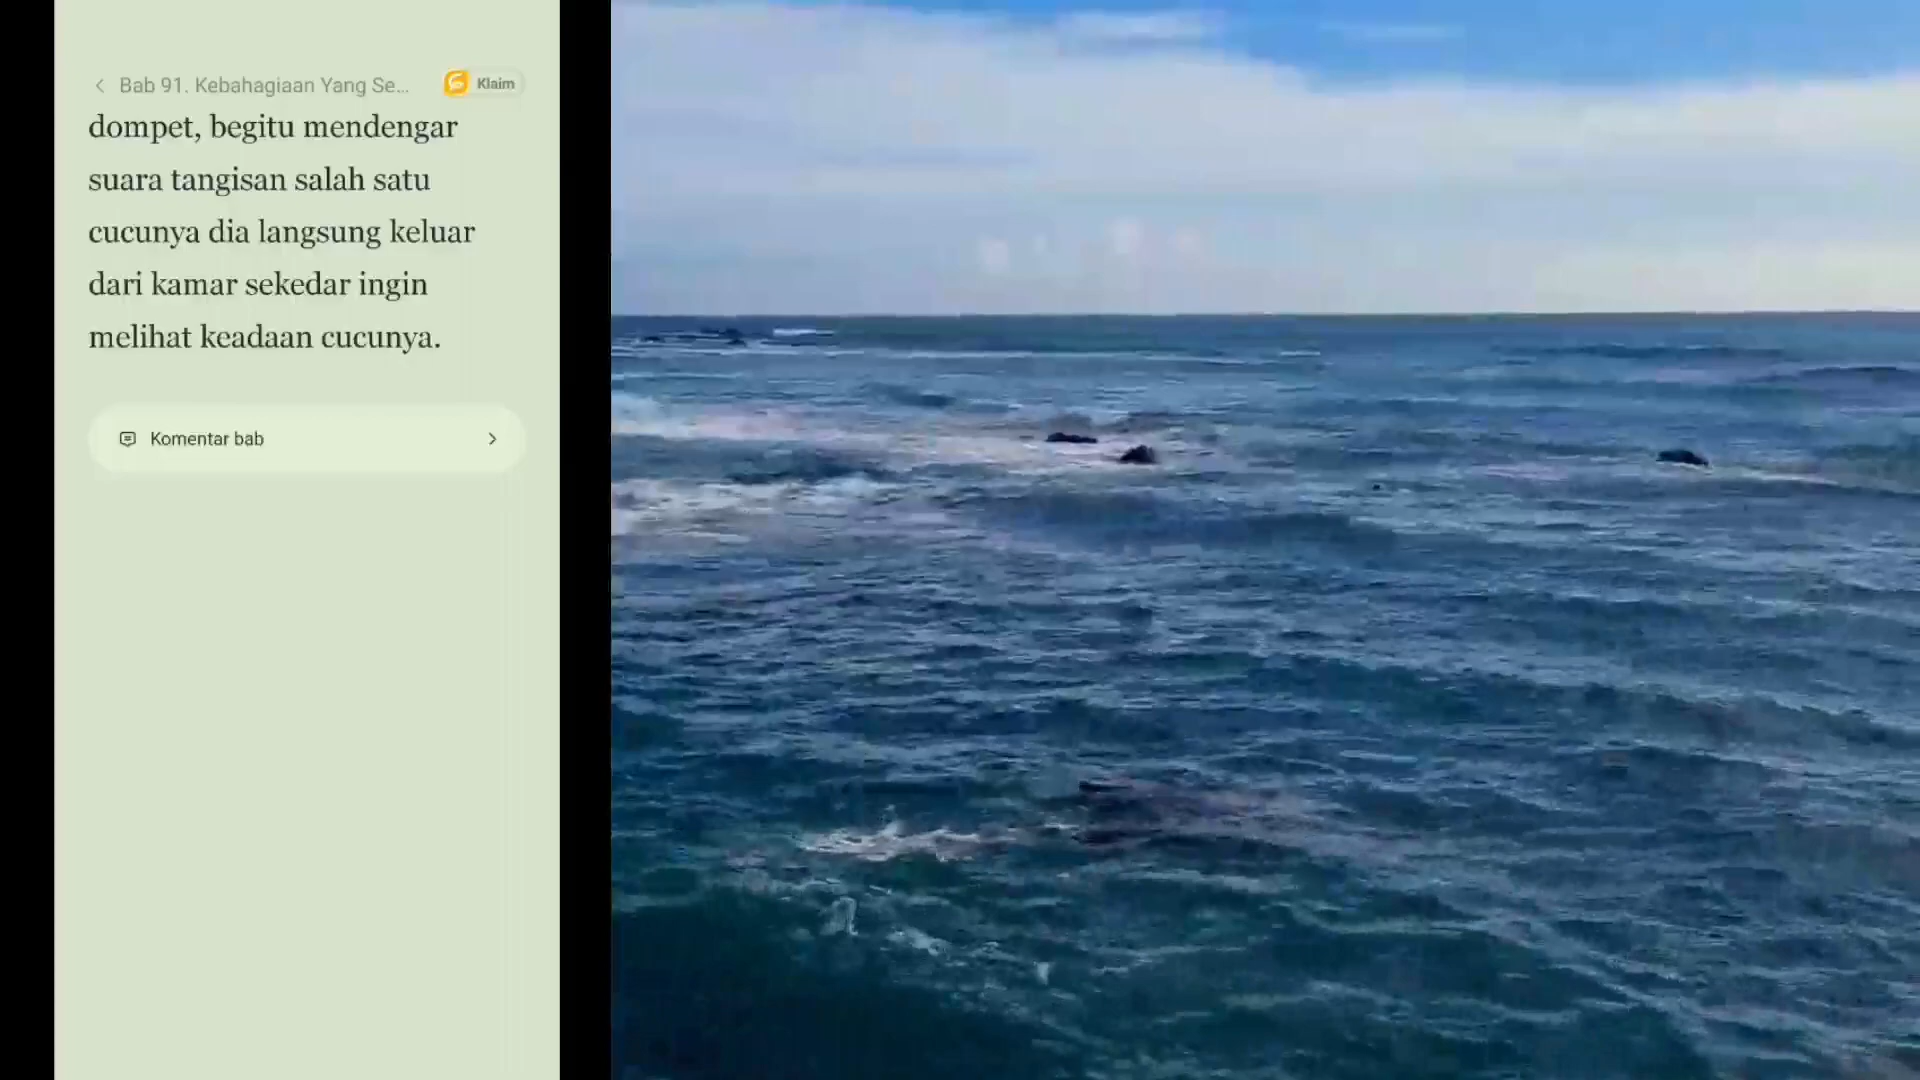 Bab 91. Kebahagiaan Yang Se...
Klaim
dompet, begitu mendengar
suara tangisan salah satu
cucunya dia langsung keluar
dari kamar sekedar ingin
melihat keadaan cucunya.
Komentar bab